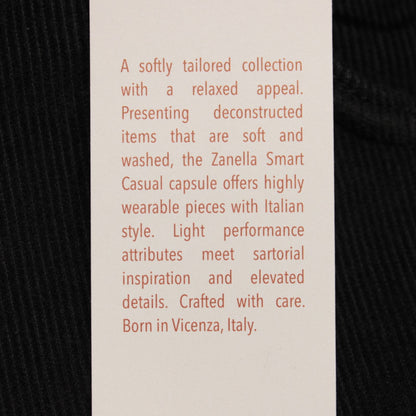 A softly tailored collection
with a relaxed appeal.
Presenting deconstructed
items that are soft and
washed, the Zanella Smart
Casual capsule offers highly
wearable pieces with Italian
style. Light performance
attributes meet sartorial
inspiration and elevated
details. Crafted with care.
Born in Vicenza, Italy.